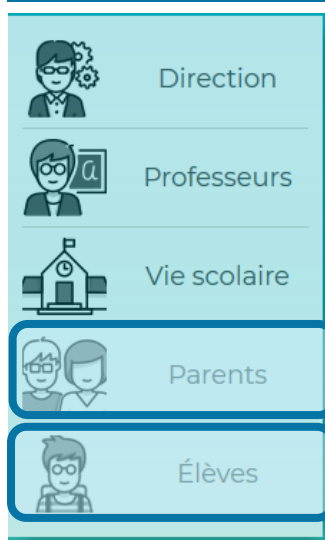 Direction
a
Professeurs
Vie scolaire
Parents
Élèves